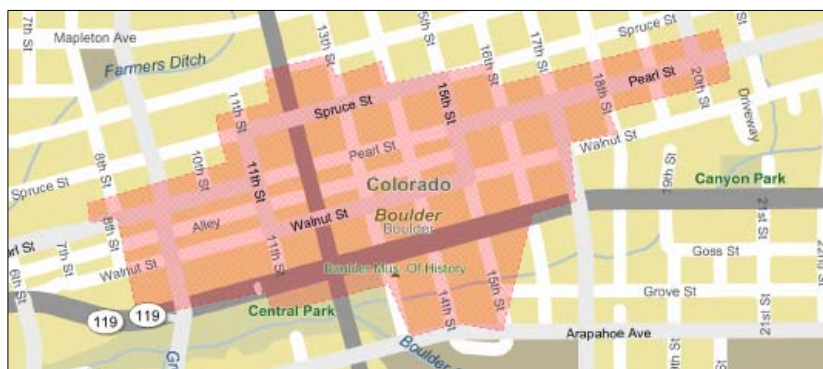 7th St
Mapleton Ave
Farmers Ditch
13th St
15th St
16th St
17th St
Spruce St
Pearl St
20th St
18th St
Driveway
11th St
Spruce St
15th St
Walnut St
10th St
Pearl St
8th St
Spruce St
11th St
Colorado
Boulder
Boulder
19th St
Canyon Park
21st St
Alley
Walnut St
8th St
7th St
Walnut St
11th St
Goss St
6th St
Boulder Mus. Of History
15th St
14th St
Grove St
119
119
Central Park
Arapahoe Ave
21st St